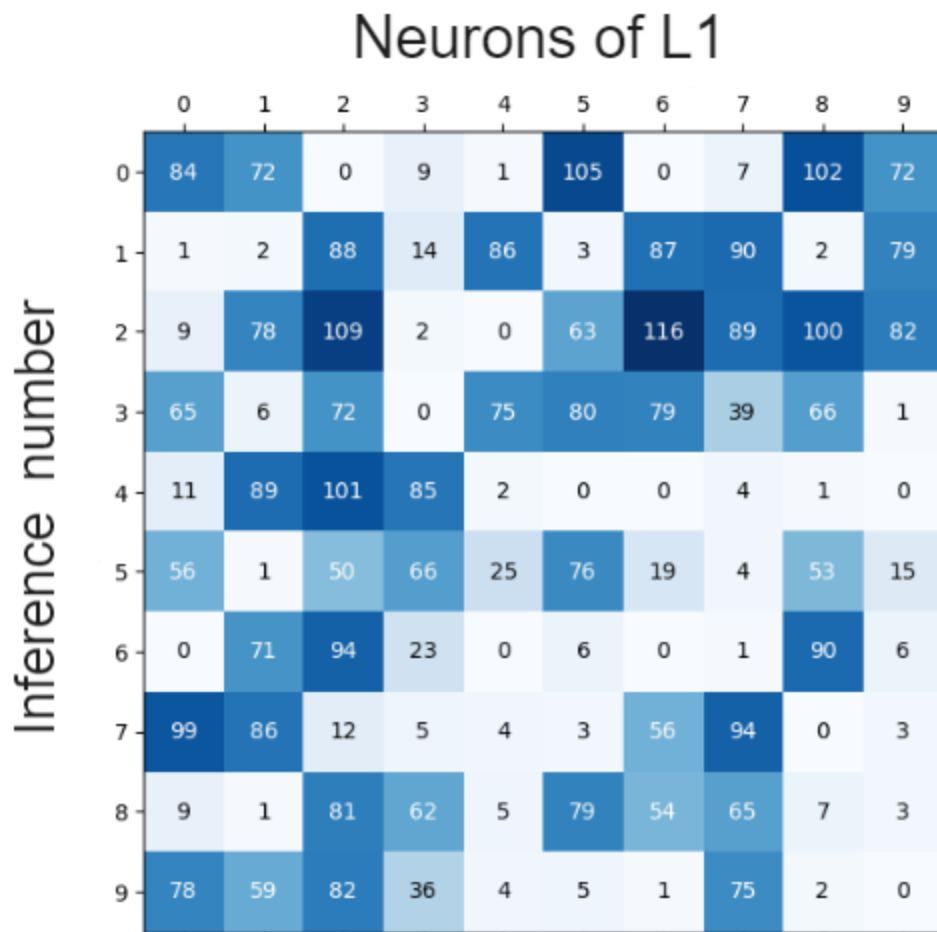 Neurons of L1
0 1 2 3 4 5 6 7 8 9
Inference number
0 84 72 0 9 1 105 0 7 102 72
1 1 2 88 14 86 3 87 90 2 79
2 9 78 109 2 0 63 116 89 100 82
3 65 6 72 0 75 80 79 39 66 1
4 11 89 101 85 2 0 0 4 1 0
5 56 1 50 66 25 76 19 4 53 15
6 0 71 94 23 0 6 0 1 90 6
7 99 86 12 5 4 3 56 94 0 3
8 9 1 81 62 5 79 54 65 7 3
9 78 59 82 36 4 5 1 75 2 0